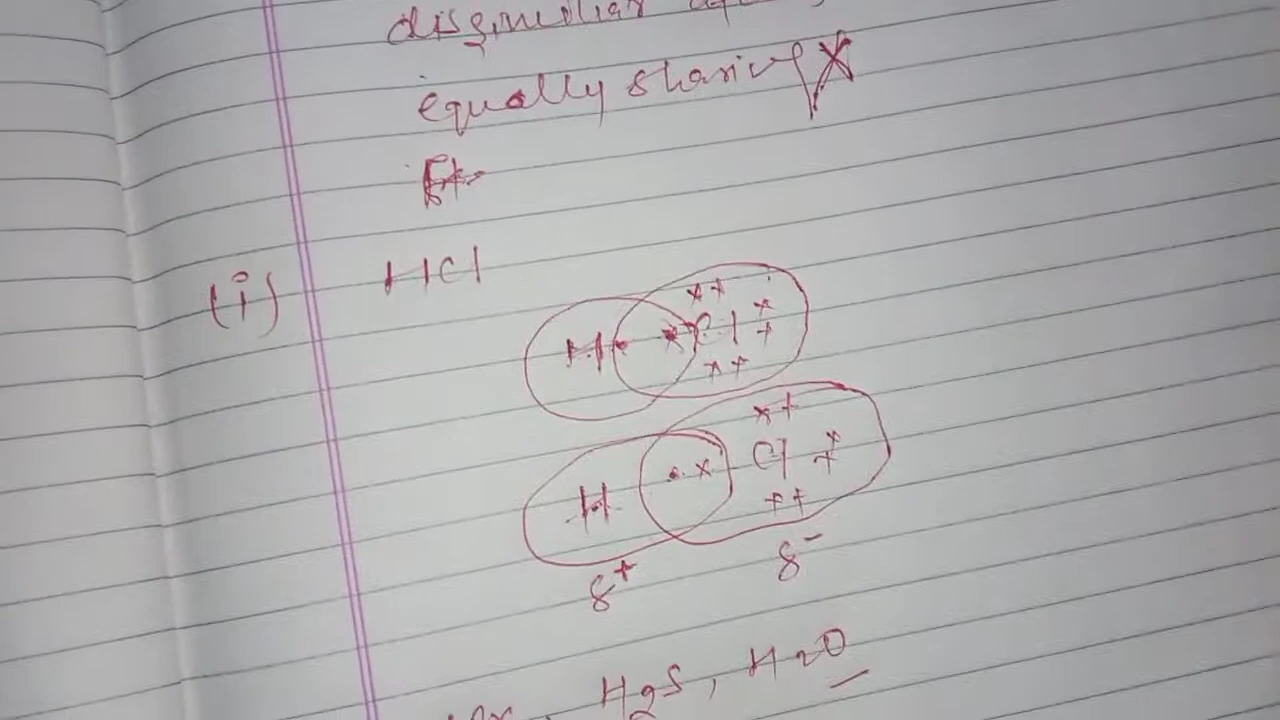 equally sharing X
(i) HCl
H Cl
H Cl
δ+ δ-
H2S, H2O